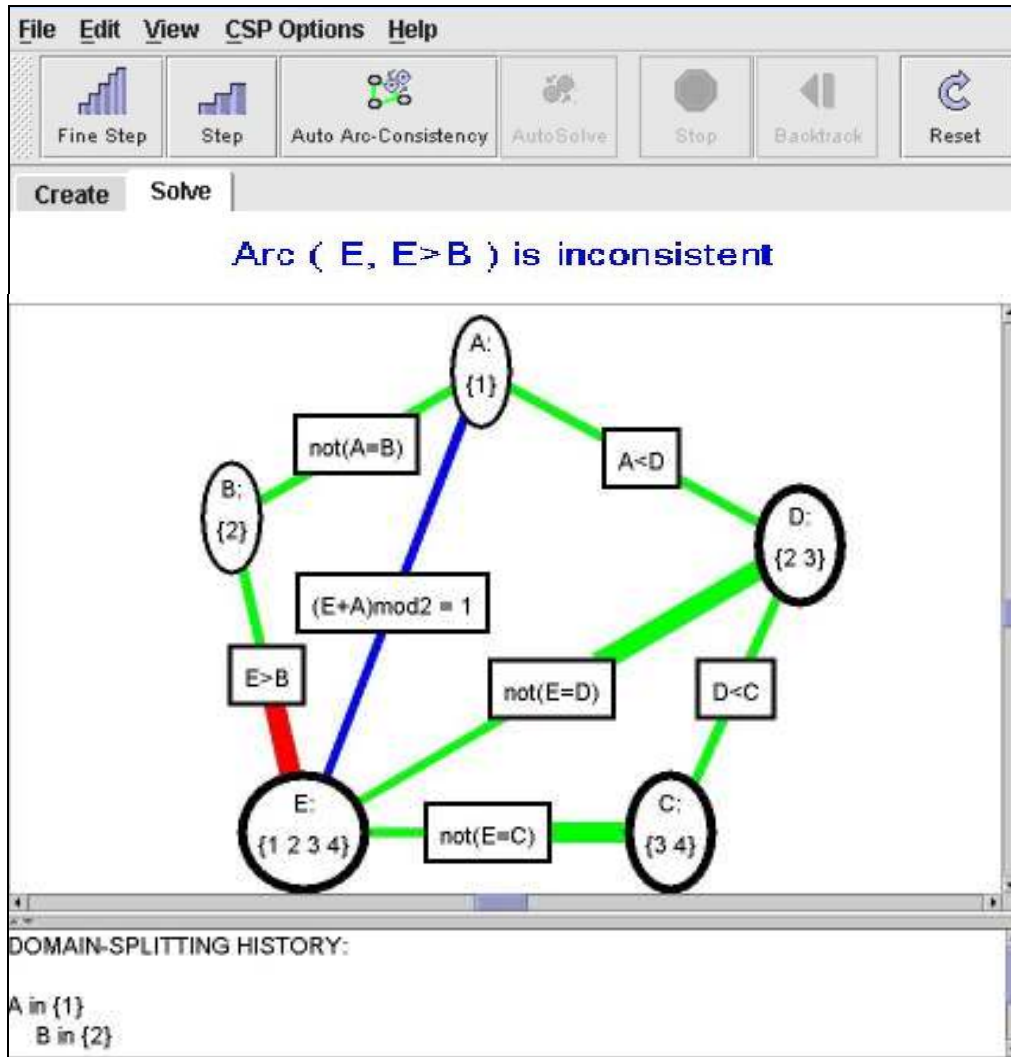 File Edit View CSP Options Help
Fine Step Step Auto Arc-Consistency AutoSolve Stop Backtrack Reset
Create Solve
Arc ( E, E>B ) is inconsistent
A:
{1}
not(A=B)
A<D
B:
{2}
D:
{2 3}
(E+A)mod2 = 1
E>B
not(E=D)
D<C
E:
{1 2 3 4}
not(E=C)
C:
{3 4}
DOMAIN-SPLITTING HISTORY:
A in {1}
B in {2}